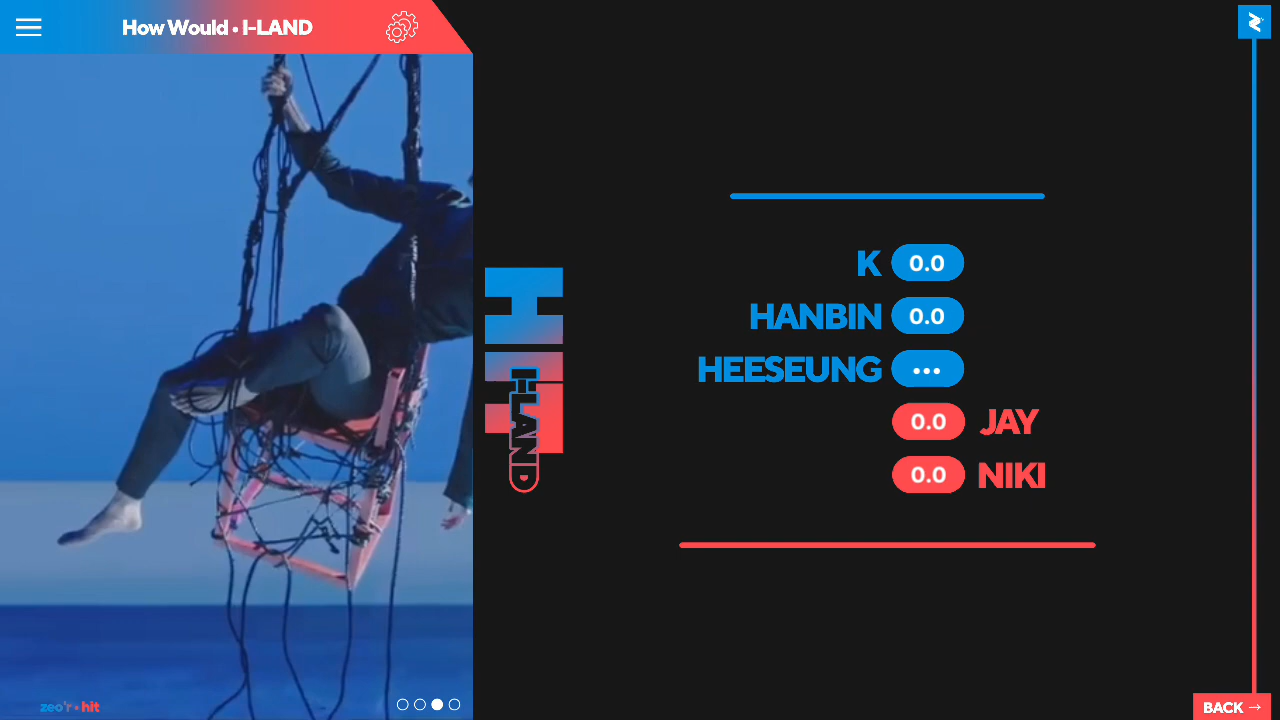 How Would • I-LAND
HIT
I-LAND
K 0.0
HANBIN 0.0
HEESEUNG ...
0.0 JAY
0.0 NIKI
zeo'r • hit
BACK →